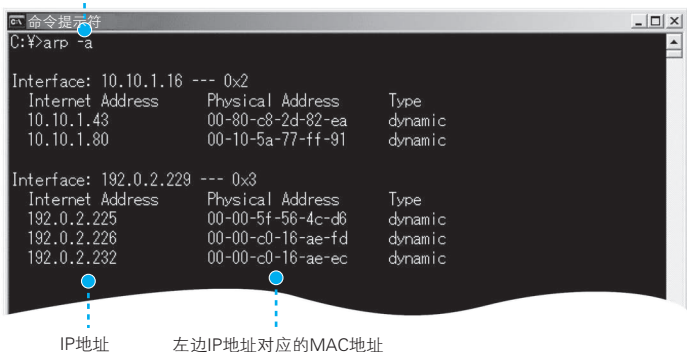 命令提示符
C:¥>arp -a
Interface: 10.10.1.16 --- 0x2
Internet Address Physical Address Type
10.10.1.43 00-80-c8-2d-82-ea dynamic
10.10.1.80 00-10-5a-77-ff-91 dynamic
Interface: 192.0.2.229 --- 0x3
Internet Address Physical Address Type
192.0.2.225 00-00-5f-56-4c-d6 dynamic
192.0.2.226 00-00-c0-16-ae-fd dynamic
192.0.2.232 00-00-c0-16-ae-ec dynamic
IP地址 左边IP地址对应的MAC地址